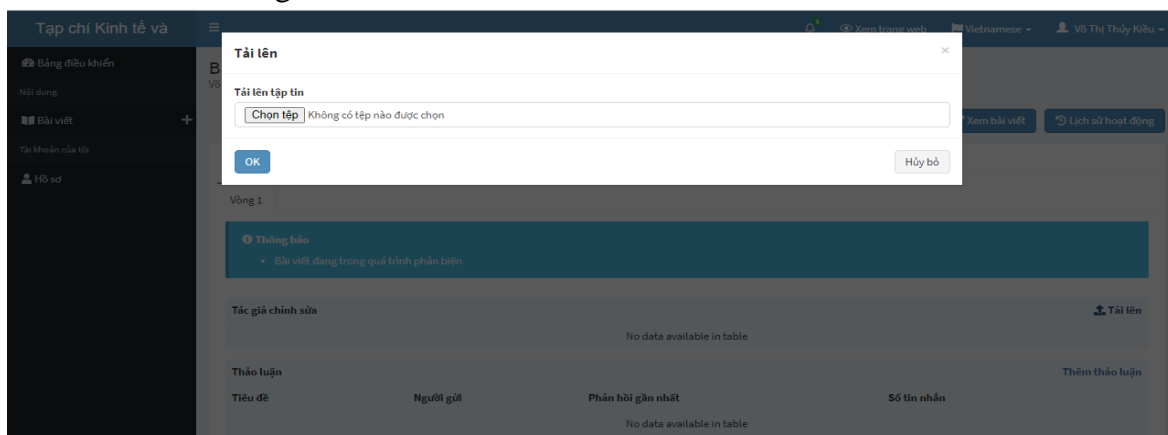 Tạp chí Kinh tế và
1 Xem trang web Vietnamese Võ Thị Thúy Kiều
Tải lên ×
Bảng điều khiển
B
Nội dung
Võ
Tải lên tập tin
Chọn tệp Không có tệp nào được chọn
Bài viết +
Xem bài viết Lịch sử hoạt động
Tài khoản của tôi
OK Hủy bỏ
Hồ sơ
Vòng 1
Thông báo
• Bài viết đang trong quá trình phản biện
Tác giả chỉnh sửa Tải lên
No data available in table
Thảo luận Thêm thảo luận
Tiêu đề Người gửi Phản hồi gần nhất Số tin nhắn
No data available in table